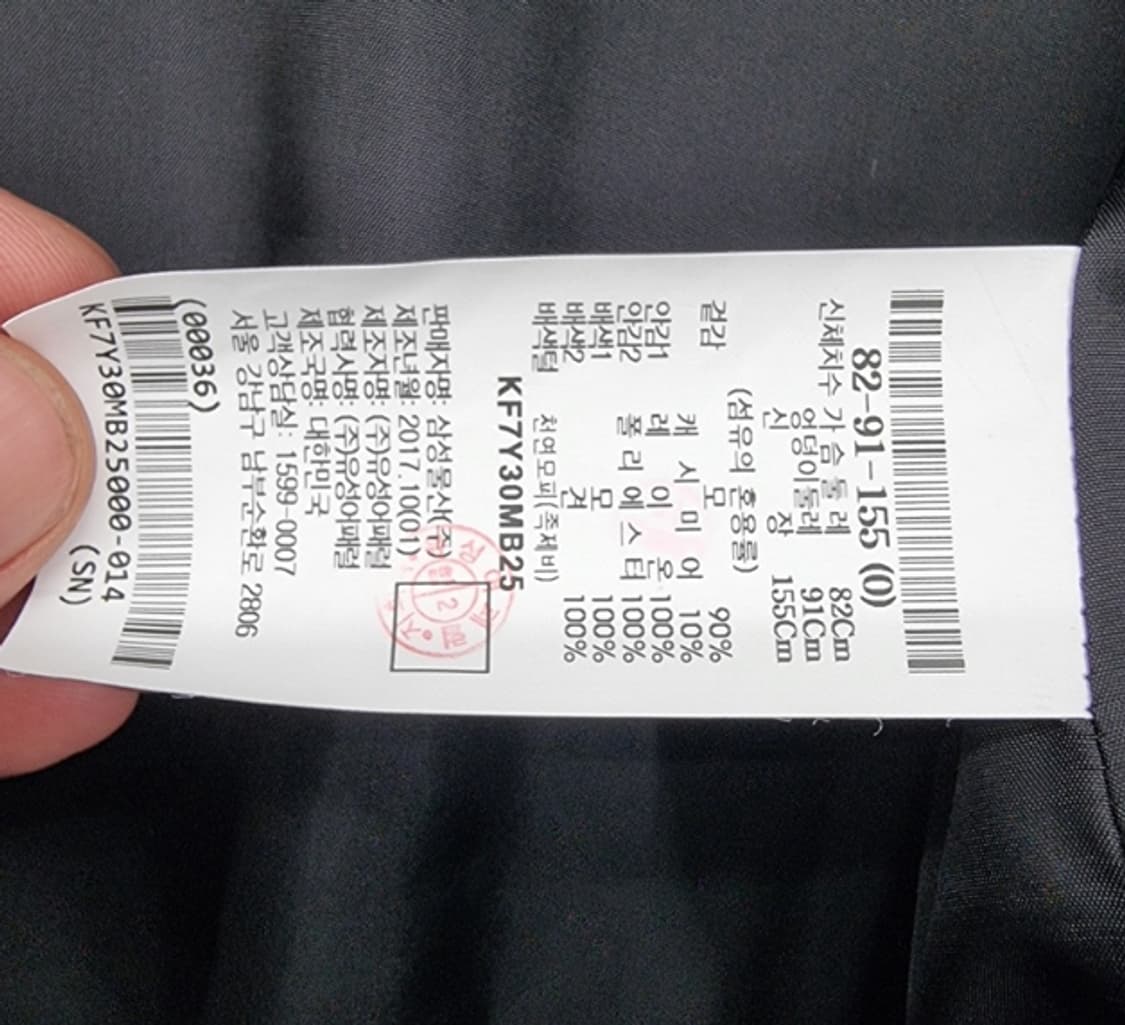 82-91-155 (0)
신체치수 가슴둘레 82Cm
엉덩이둘레 91Cm
신장 155Cm
(섬유의 혼용률)
겉감 모 90%
캐시미어 10%
안감1 레이온 100%
안감2 폴리에스터 100%
배색1 모 100%
배색2 견 100%
배색털 천연모피(족제비)
KF7Y30MB25
판매자명: 삼성물산(주)
제조년월: 2017.10(01)
제조자명: (주)유성어패럴
협력사명: (주)유성어패럴
제조국명: 대한민국
고객상담실: 1599-0007
서울 강남구 남부순환로 2806
(00036)
KF7Y30MB250000-014
(SN)